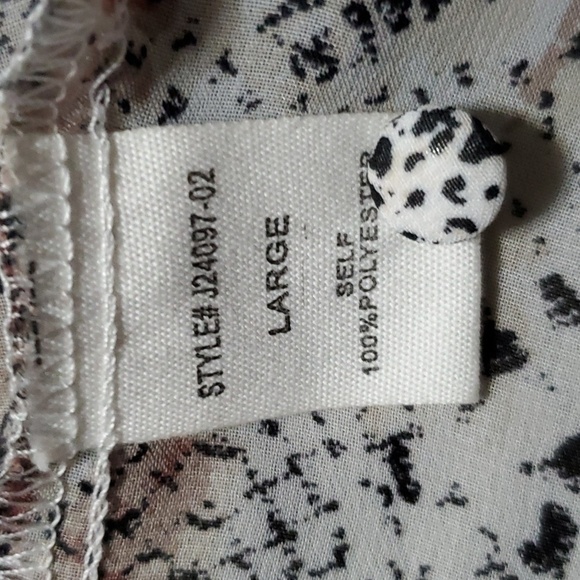 STYLE# J24097-02
LARGE
SELF
100%POLYESTER